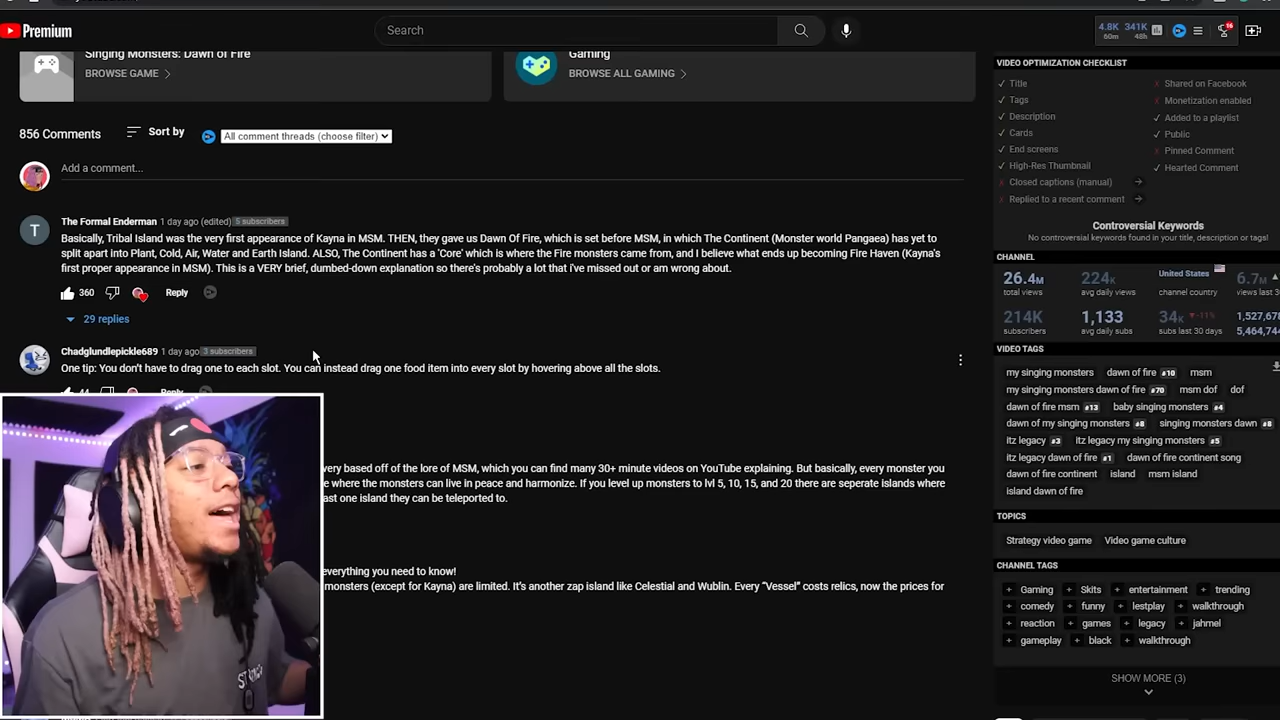 Premium
Search
4.8K 341K
60m 48h
16
Singing Monsters: Dawn of Fire
BROWSE GAME
Gaming
BROWSE ALL GAMING
856 Comments
Sort by
All comment threads (choose filter)
Add a comment...
The Formal Enderman 1 day ago (edited) 5 subscribers
T
Basically, Tribal Island was the very first appearance of Kayna in MSM. THEN, they gave us Dawn Of Fire, which is set before MSM, in which The Continent (Monster world Pangaea) has yet to
split apart into Plant, Cold, Air, Water and Earth Island. ALSO, The Continent has a 'Core' which is where the Fire monsters came from, and I believe what ends up becoming Fire Haven (Kayna's
first proper appearance in MSM). This is a VERY brief, dumbed-down explanation so there's probably a lot that i've missed out or am wrong about.
360 Reply
29 replies
Chadglundlepickle689 1 day ago 3 subscribers
One tip: You don't have to drag one to each slot. You can instead drag one food item into every slot by hovering above all the slots.
44 Reply
very based off of the lore of MSM, which you can find many 30+ minute videos on YouTube explaining. But basically, every monster you
e where the monsters can live in peace and harmonize. If you level up monsters to lvl 5, 10, 15, and 20 there are seperate islands where
ast one island they can be teleported to.
everything you need to know!
monsters (except for Kayna) are limited. It's another zap island like Celestial and Wublin. Every "Vessel" costs relics, now the prices for
VIDEO OPTIMIZATION CHECKLIST
Title
Tags
Description
Cards
End screens
High-Res Thumbnail
Closed captions (manual)
Replied to a recent comment
Shared on Facebook
Monetization enabled
Added to a playlist
Public
Pinned Comment
Hearted Comment
Controversial Keywords
No controversial keywords found in your title, description or tags!
CHANNEL
26.4M 224K United States 6.7M
total views avg daily views channel country views last 3
214K 1,133 34K -11% 1,527,67
subscribers avg daily subs subs last 30 days 5,464,74
VIDEO TAGS
my singing monsters dawn of fire #10 msm
my singing monsters dawn of fire #70 msm dof dof
dawn of fire msm #13 baby singing monsters #4
dawn of my singing monsters #8 singing monsters dawn #8
itz legacy #3 itz legacy my singing monsters #5
itz legacy dawn of fire #1 dawn of fire continent song
dawn of fire continent island msm island
island dawn of fire
TOPICS
Strategy video game Video game culture
CHANNEL TAGS
+ Gaming + Skits + entertainment + trending
+ comedy + funny + lestplay + walkthrough
+ reaction + games + legacy + jahmel
+ gameplay + black + walkthrough
SHOW MORE (3)